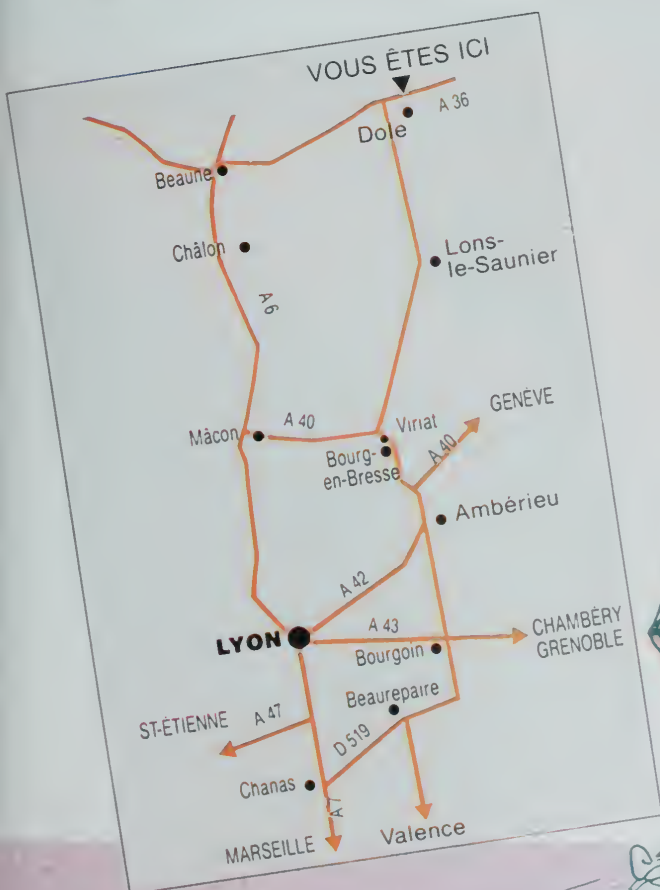 VOUS ÊTES ICI
A 36
Dole
Beaune
Châlon
Lons-
le-Saunier
A 6
GENÈVE
A 40
Viriat
Mâcon
Bourg-
en-Bresse
A 40
Ambérieu
A 42
LYON
A 43
CHAMBÉRY
GRENOBLE
Bourgoin
Beaurepaire
ST-ÉTIENNE
A 47
D 519
Chanas
A 7
MARSEILLE
Valence